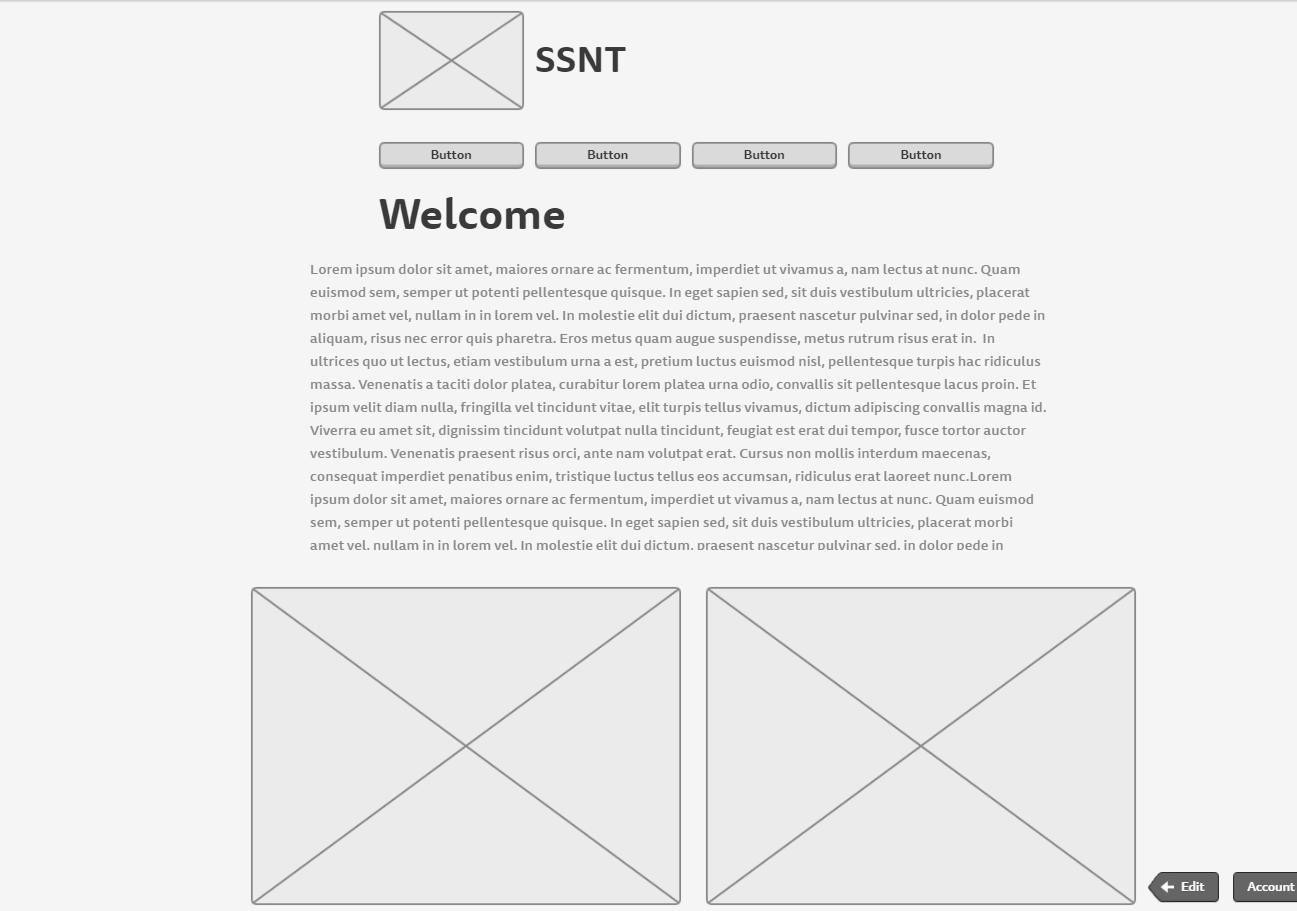 SSNT
Button Button Button Button
Welcome
Lorem ipsum dolor sit amet, maiores ornare ac fermentum, imperdiet ut vivamus a, nam lectus at nunc. Quam
euismod sem, semper ut potenti pellentesque quisque. In eget sapien sed, sit duis vestibulum ultricies, placerat
morbi amet vel, nullam in in lorem vel. In molestie elit dui dictum, praesent nascetur pulvinar sed, in dolor pede in
aliquam, risus nec error quis pharetra. Eros metus quam augue suspendisse, metus rutrum risus erat in.  In
ultrices quo ut lectus, etiam vestibulum urna a est, pretium luctus euismod nisl, pellentesque turpis hac ridiculus
massa. Venenatis a taciti dolor platea, curabitur lorem platea urna odio, convallis sit pellentesque lacus proin. Et
ipsum velit diam nulla, fringilla vel tincidunt vitae, elit turpis tellus vivamus, dictum adipiscing convallis magna id.
Viverra eu amet sit, dignissim tincidunt volutpat nulla tincidunt, feugiat est erat dui tempor, fusce tortor auctor
vestibulum. Venenatis praesent risus orci, ante nam volutpat erat. Cursus non mollis interdum maecenas,
consequat imperdiet penatibus enim, tristique luctus tellus eos accumsan, ridiculus erat laoreet nunc.Lorem
ipsum dolor sit amet, maiores ornare ac fermentum, imperdiet ut vivamus a, nam lectus at nunc. Quam euismod
sem, semper ut potenti pellentesque quisque. In eget sapien sed, sit duis vestibulum ultricies, placerat morbi
amet vel, nullam in in lorem vel. In molestie elit dui dictum, praesent nascetur pulvinar sed, in dolor pede in
Edit Account